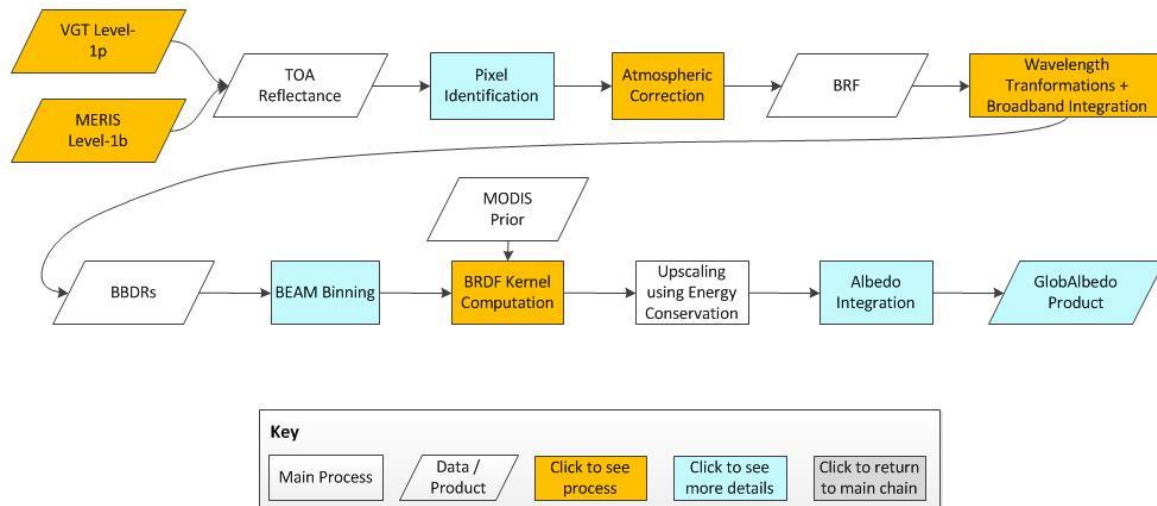 VGT Level-
1p
MERIS
Level-1b
TOA
Reflectance
Pixel
Identification
Atmospheric
Correction
BRF
Wavelength
Tranformations +
Broadband Integration
MODIS
Prior
BBDRs
BEAM Binning
BRDF Kernel
Computation
Upscaling
using Energy
Conservation
Albedo
Integration
GlobAlbedo
Product
Key
Main Process
Data /
Product
Click to see
process
Click to see
more details
Click to return
to main chain